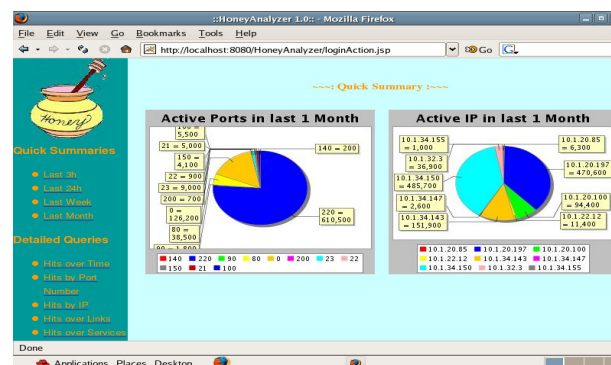 ::HoneyAnalyzer 1.0:: - Mozilla Firefox
File Edit View Go Bookmarks Tools Help
http://localhost:8080/HoneyAnalyzer/loginAction.jsp Go G
Honey
Quick Summaries
Last 3h
Last 24h
Last Week
Last Month
Detailed Queries
Hits over Time
Hits by Port
Number
Hits by IP
Hits over Links
Hits over Services
~~~: Quick Summary :~~~
Active Ports in last 1 Month
5,500
21 = 5,000
150 =
4,100
22 = 900
23 = 9,000
200 = 700
0 =
126,200
80 =
38,500
90 = 1,800
140 = 200
220 =
610,500
140 220 90 80 0 200 23 22
150 21 100
Active IP in last 1 Month
10.1.34.155
= 1,000
10.1.32.3
= 36,900
10.1.34.150
= 485,700
10.1.34.147
= 2,600
10.1.34.143
= 151,900
10.1.20.85
= 6,300
10.1.20.197
= 470,600
10.1.20.100
= 94,400
10.1.22.12
= 11,400
10.1.20.85 10.1.20.197 10.1.20.100
10.1.22.12 10.1.34.143 10.1.34.147
10.1.34.150 10.1.32.3 10.1.34.155
Done
Applications Places Desktop